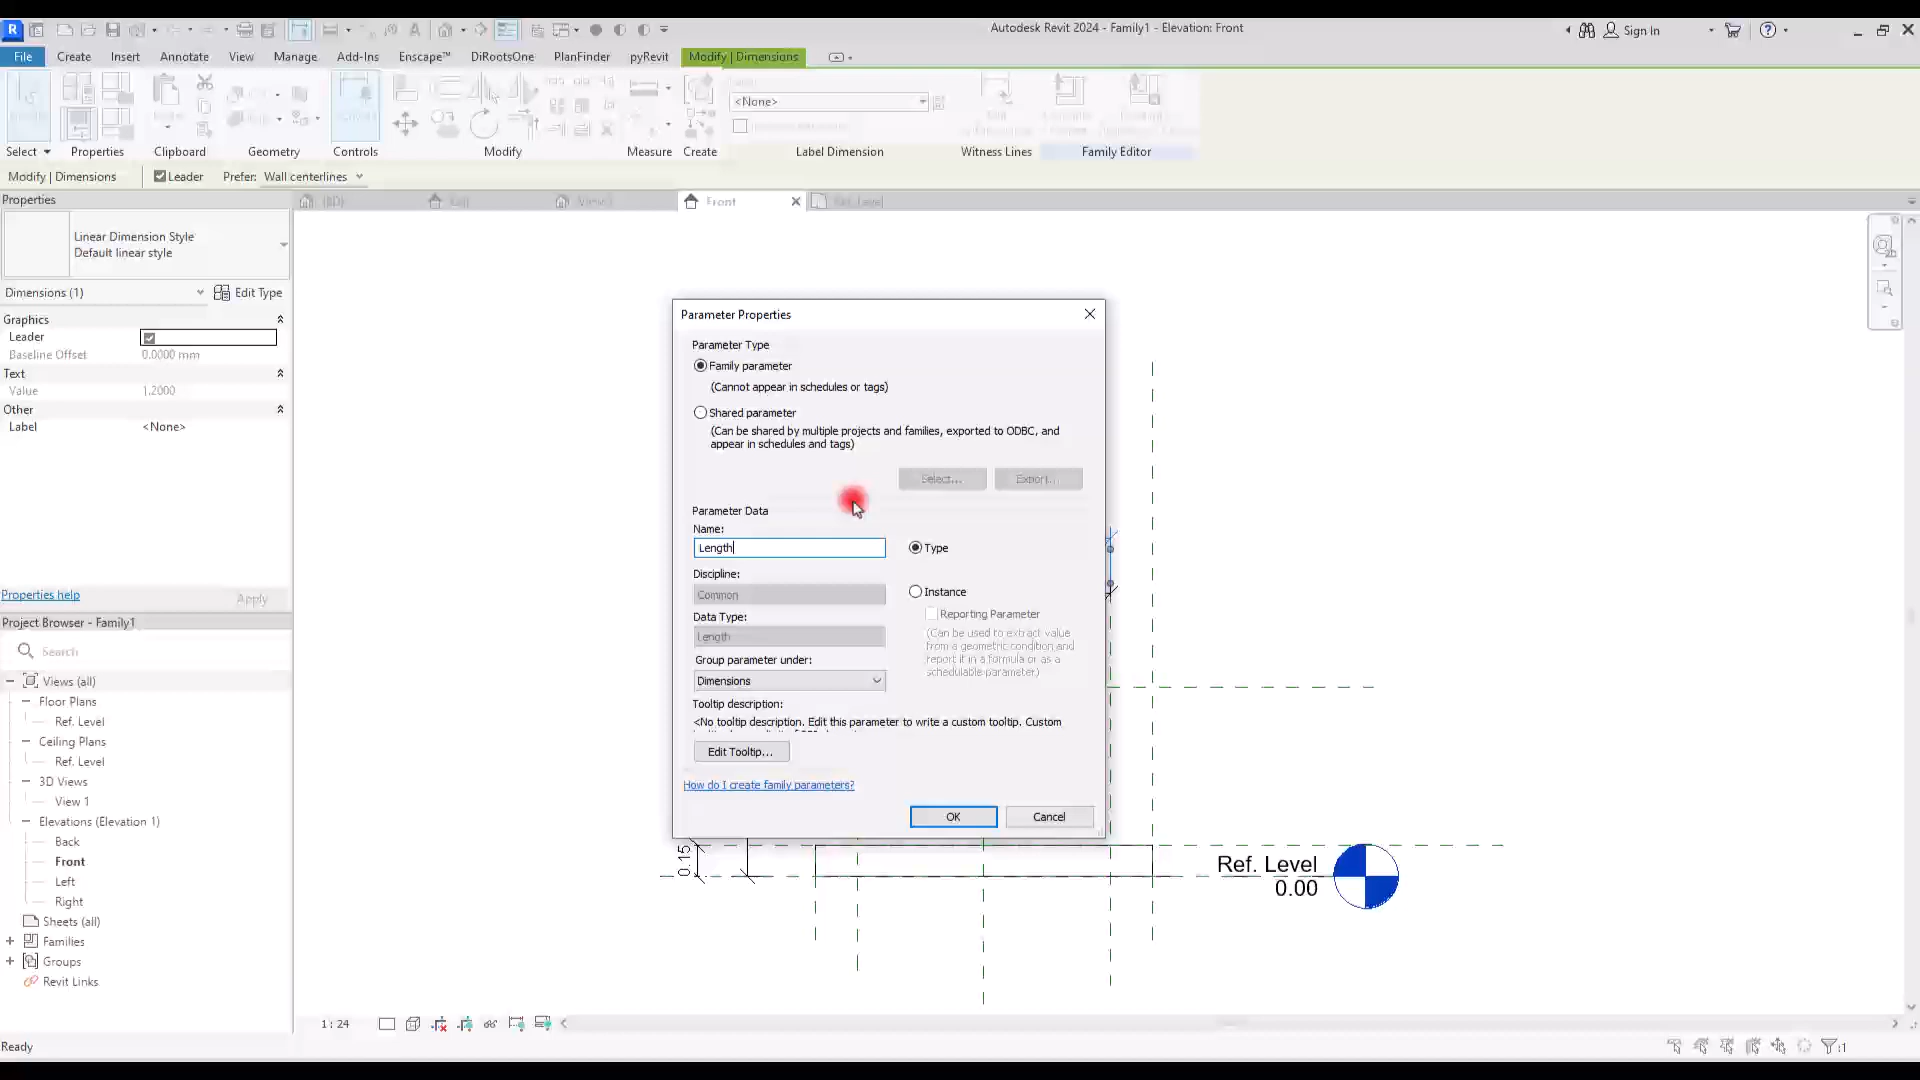 Autodesk Revit 2024 - Family1 - Elevation: Front
Sign In
File Create Insert Annotate View Manage Add-Ins Enscape™ DiRootsOne PlanFinder pyRevit Modify | Dimensions
<None>
Select Properties Clipboard Geometry Controls Modify Measure Create Label Dimension Witness Lines Family Editor
Modify | Dimensions Leader Prefer: Wall centerlines
Properties
Front
Ref. Level
Linear Dimension Style
Default linear style
Dimensions (1) Edit Type
Graphics
Leader
Baseline Offset 0.0000 mm
Text
Value 1.2000
Other
Label <None>
Properties help Apply
Project Browser - Family1
Search
Views (all)
Floor Plans
Ref. Level
Ceiling Plans
Ref. Level
3D Views
View 1
Elevations (Elevation 1)
Back
Front
Left
Right
Sheets (all)
Families
Groups
Revit Links
Parameter Properties
Parameter Type
Family parameter
(Cannot appear in schedules or tags)
Shared parameter
(Can be shared by multiple projects and families, exported to ODBC, and
appear in schedules and tags)
Select... Export...
Parameter Data
Name:
Length
Type
Discipline:
Common
Instance
Reporting Parameter
(Can be used to extract value
from a geometric condition and
report it in a formula or as a
schedulable parameter.)
Data Type:
Length
Group parameter under:
Dimensions
Tooltip description:
<No tooltip description. Edit this parameter to write a custom tooltip. Custom
Edit Tooltip...
How do I create family parameters?
OK Cancel
0.15
Ref. Level
0.00
1 : 24
Ready
:1